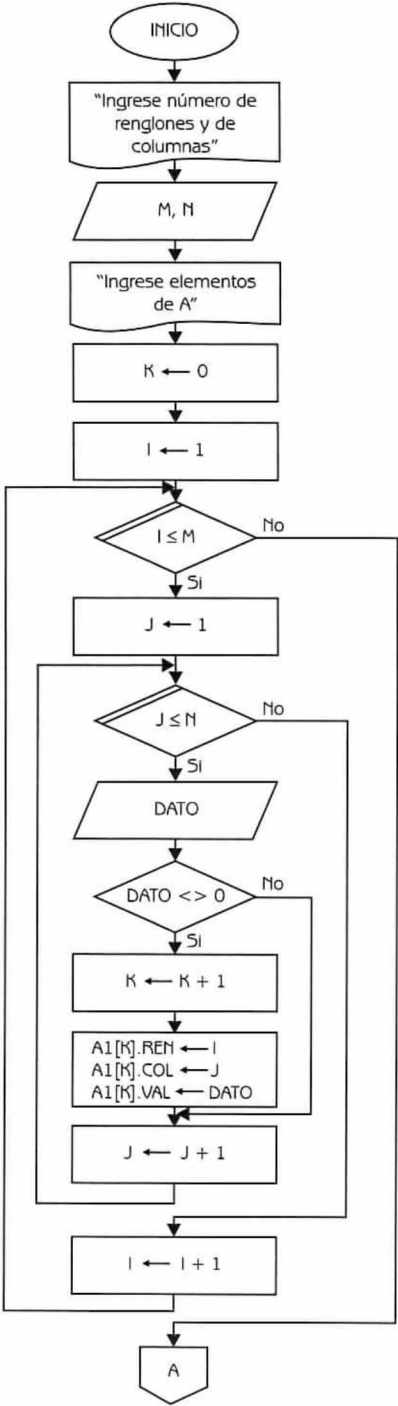 INICIO
“Ingrese número de
renglones y de
columnas”
M, N
“Ingrese elementos
de A”
K ← 0
I ← 1
I ≤ M
No
Si
J ← 1
J ≤ N
No
Si
DATO
DATO <> 0
No
Si
K ← K + 1
A1[K].REN ← I
A1[K].COL ← J
A1[K].VAL ← DATO
J ← J + 1
I ← I + 1
A